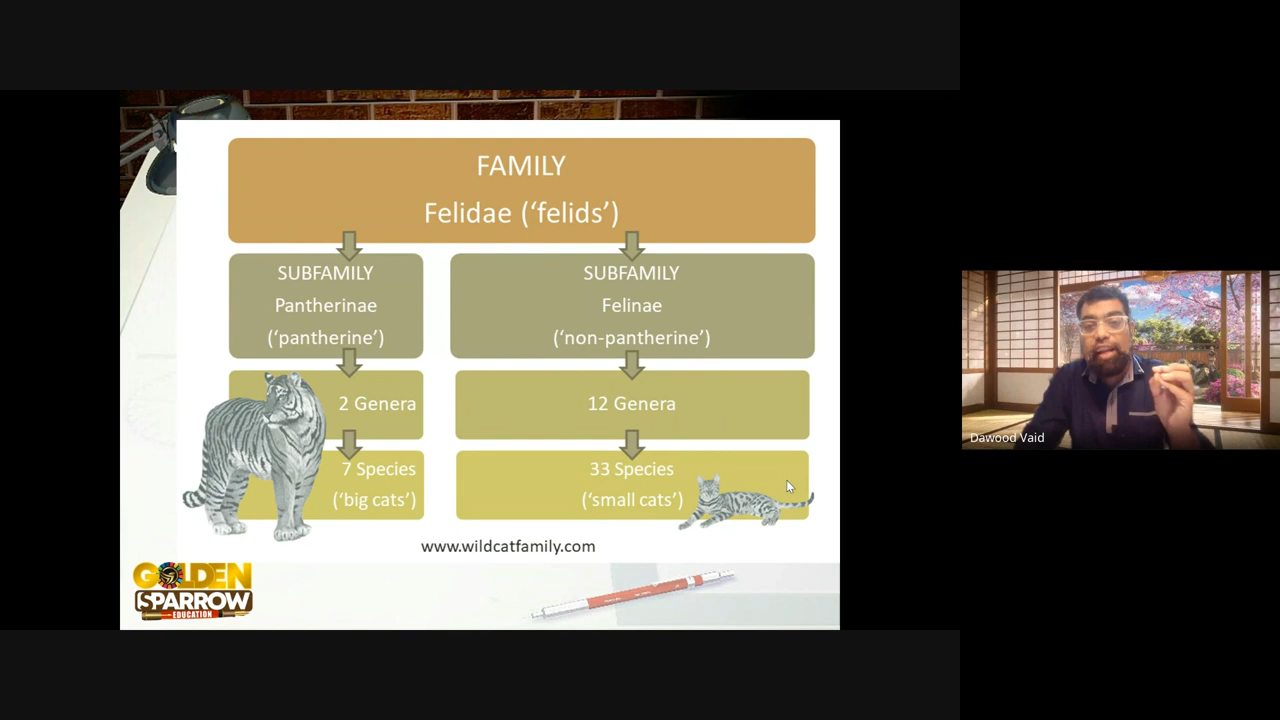 FAMILY
Felidae (‘felids’)
SUBFAMILY
Pantherinae
(‘pantherine’)
SUBFAMILY
Felinae
(‘non-pantherine’)
2 Genera
12 Genera
7 Species
(‘big cats’)
33 Species
(‘small cats’)
www.wildcatfamily.com
GOLDEN
SPARROW
EDUCATION
Dawood Vaid